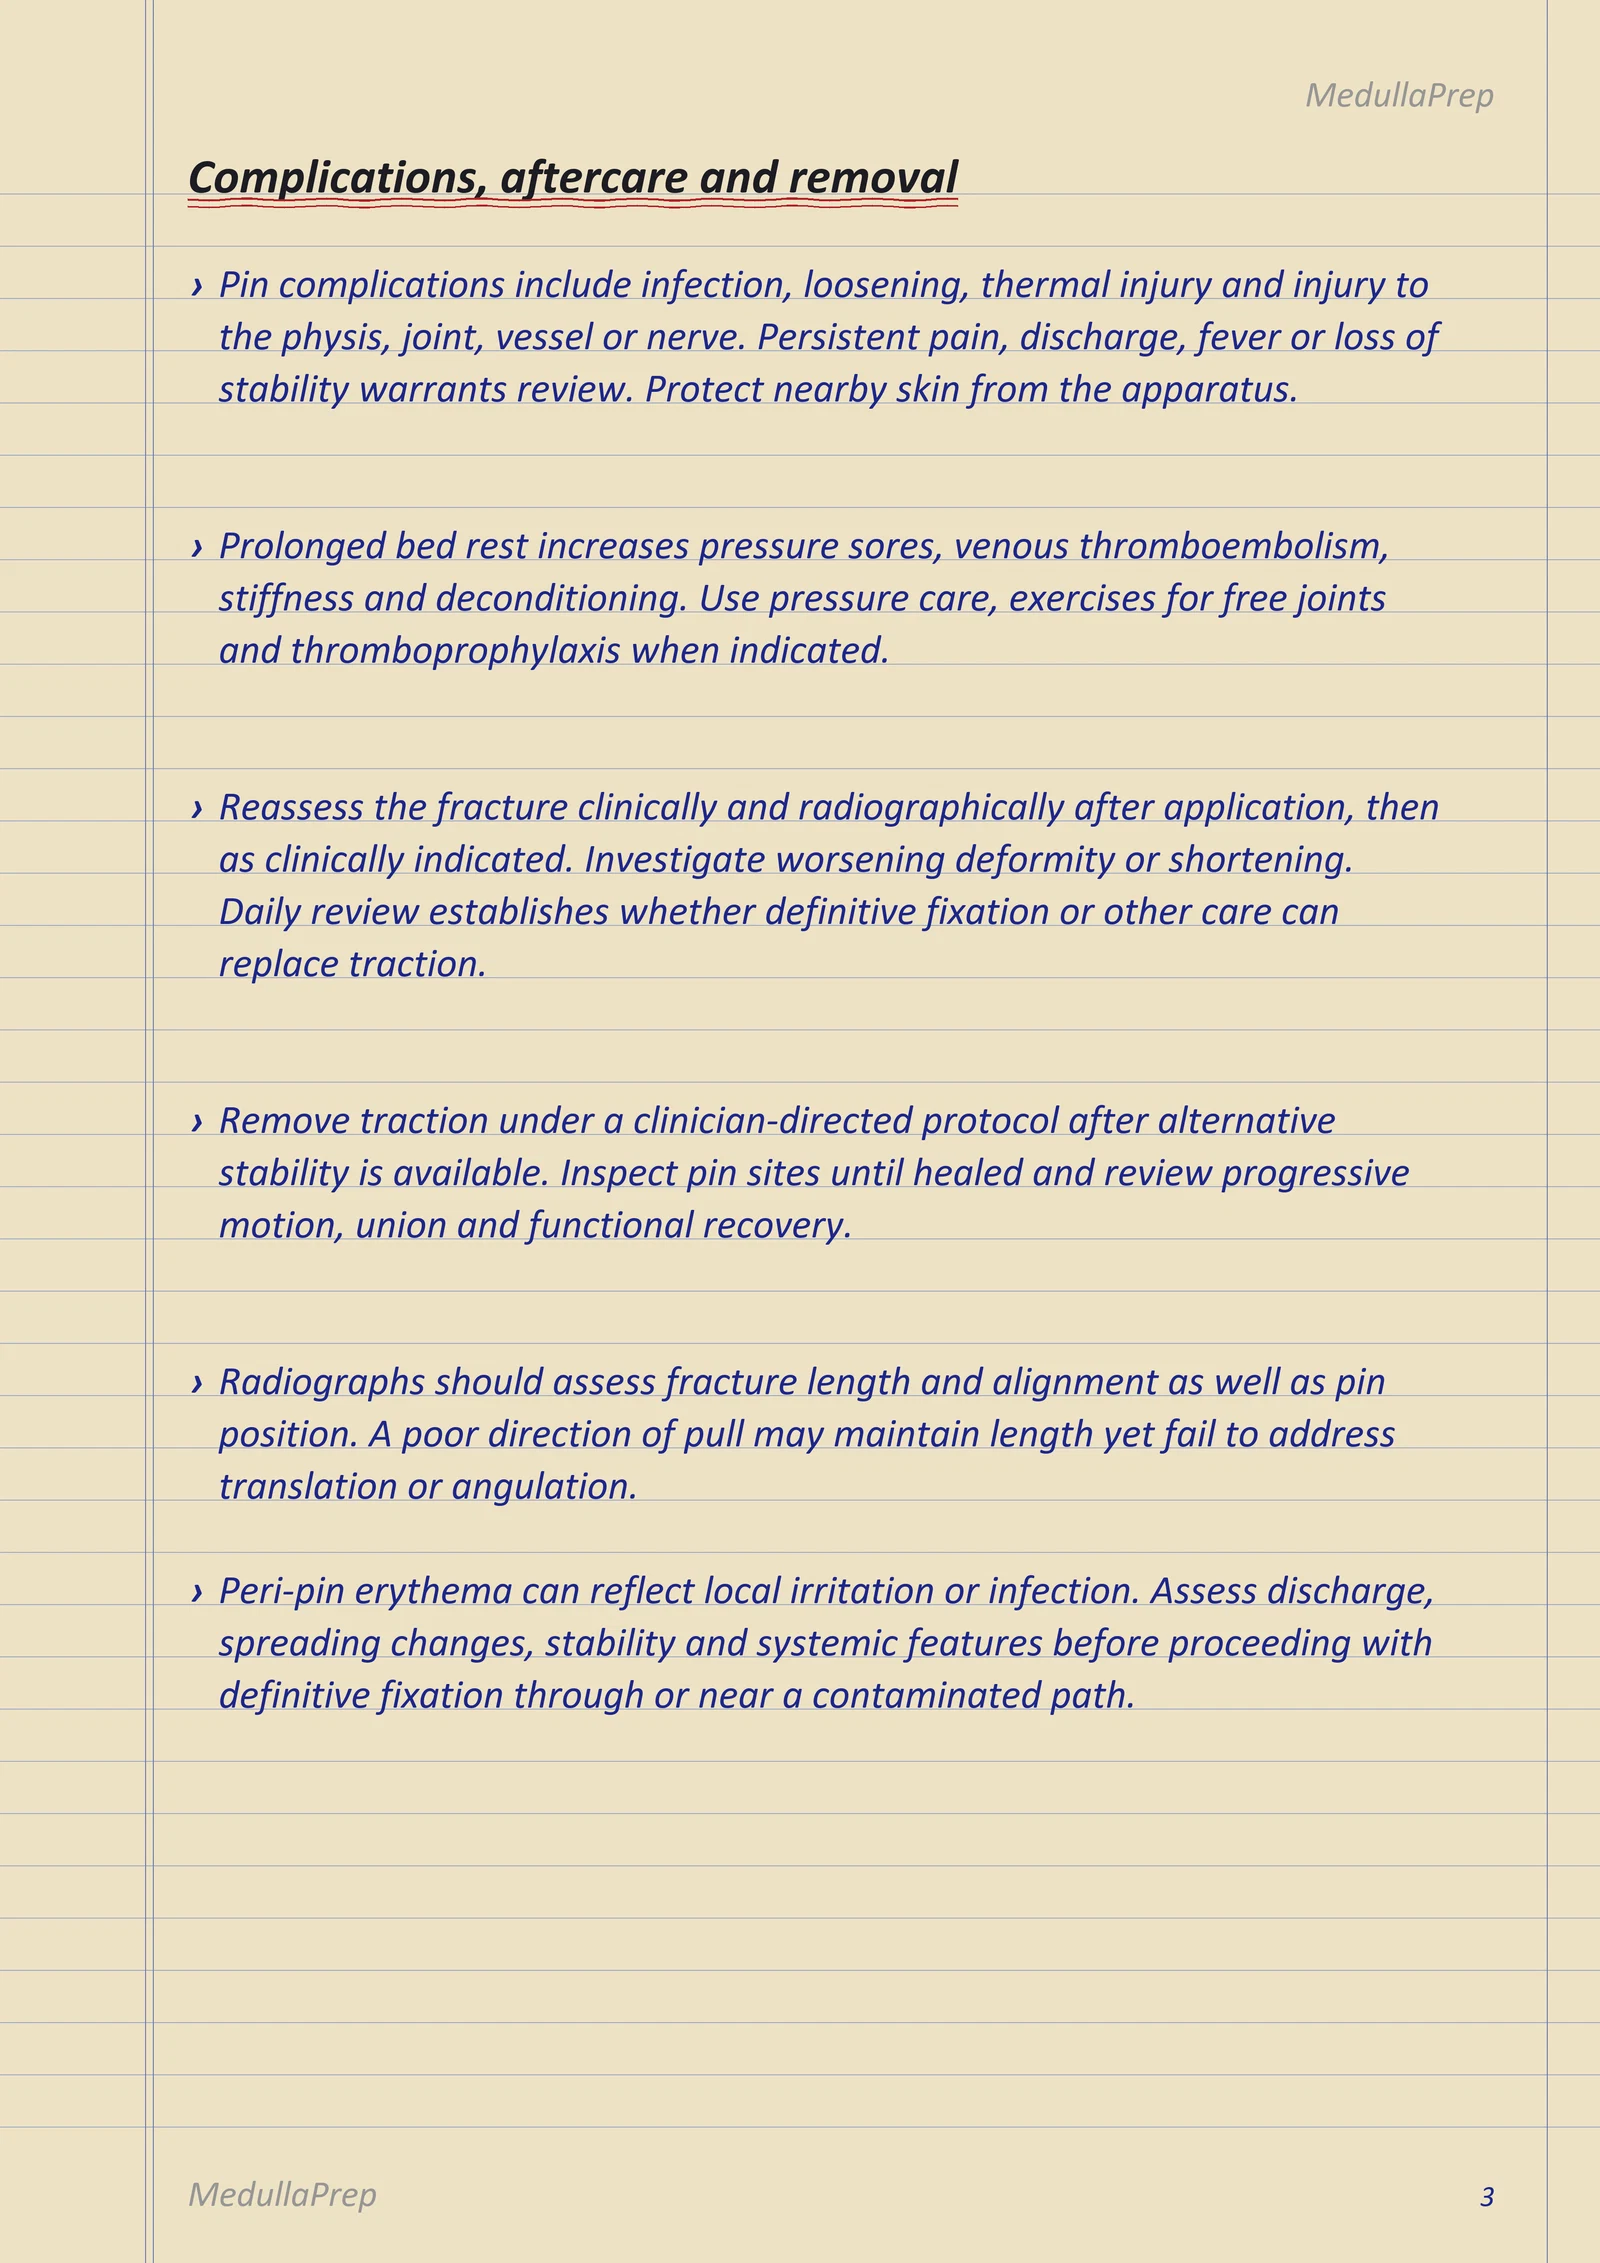 MedullaPrep
Complications, aftercare and removal
› Pin complications include infection, loosening, thermal injury and injury to
the physis, joint, vessel or nerve. Persistent pain, discharge, fever or loss of
stability warrants review. Protect nearby skin from the apparatus.
› Prolonged bed rest increases pressure sores, venous thromboembolism,
stiffness and deconditioning. Use pressure care, exercises for free joints
and thromboprophylaxis when indicated.
› Reassess the fracture clinically and radiographically after application, then
as clinically indicated. Investigate worsening deformity or shortening.
Daily review establishes whether definitive fixation or other care can
replace traction.
› Remove traction under a clinician-directed protocol after alternative
stability is available. Inspect pin sites until healed and review progressive
motion, union and functional recovery.
› Radiographs should assess fracture length and alignment as well as pin
position. A poor direction of pull may maintain length yet fail to address
translation or angulation.
› Peri-pin erythema can reflect local irritation or infection. Assess discharge,
spreading changes, stability and systemic features before proceeding with
definitive fixation through or near a contaminated path.
MedullaPrep
3